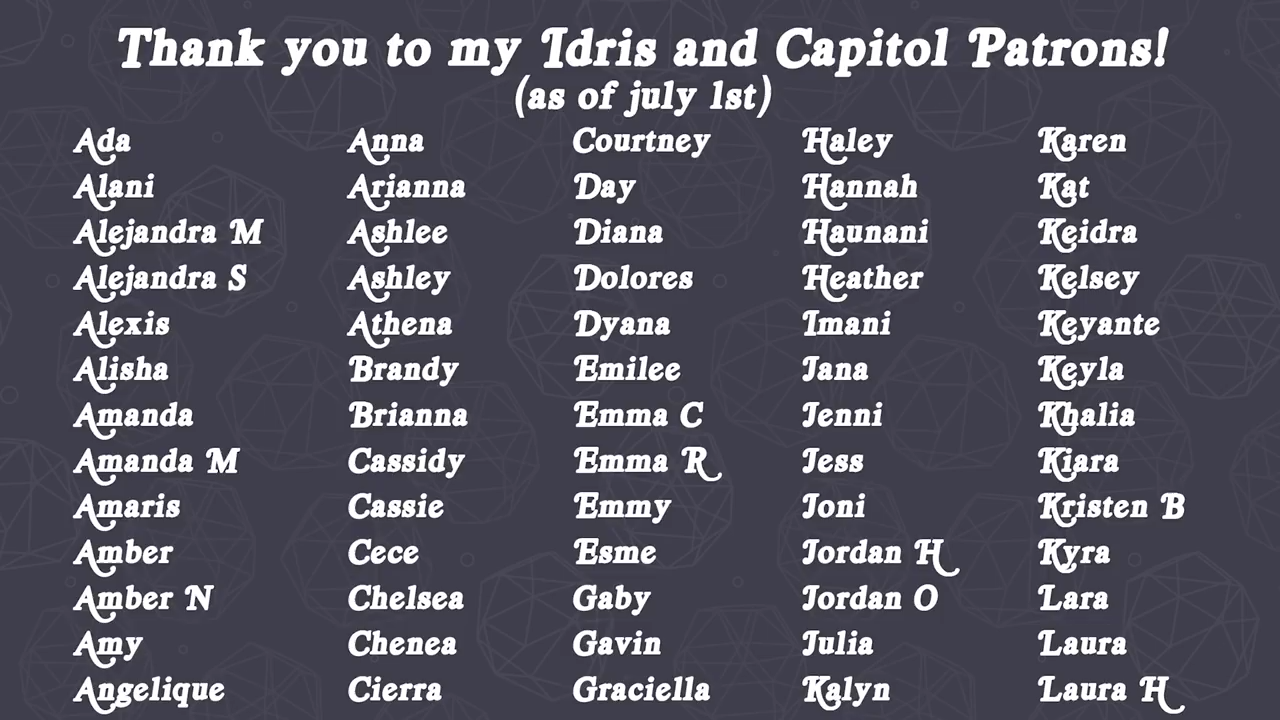 Thank you to my Idris and Capitol Patrons!
(as of july 1st)
Ada
Alani
Alejandra M
Alejandra S
Alexis
Alisha
Amanda
Amanda M
Amaris
Amber
Amber N
Amy
Angelique
Anna
Arianna
Ashlee
Ashley
Athena
Brandy
Brianna
Cassidy
Cassie
Cece
Chelsea
Chenea
Cierra
Courtney
Day
Diana
Dolores
Dyana
Emilee
Emma C
Emma R
Emmy
Esme
Gaby
Gavin
Graciella
Haley
Hannah
Haunani
Heather
Imani
Jana
Jenni
Jess
Joni
Jordan H
Jordan O
Julia
Kalyn
Karen
Kat
Keidra
Kelsey
Keyante
Keyla
Khalia
Kiara
Kristen B
Kyra
Lara
Laura
Laura H